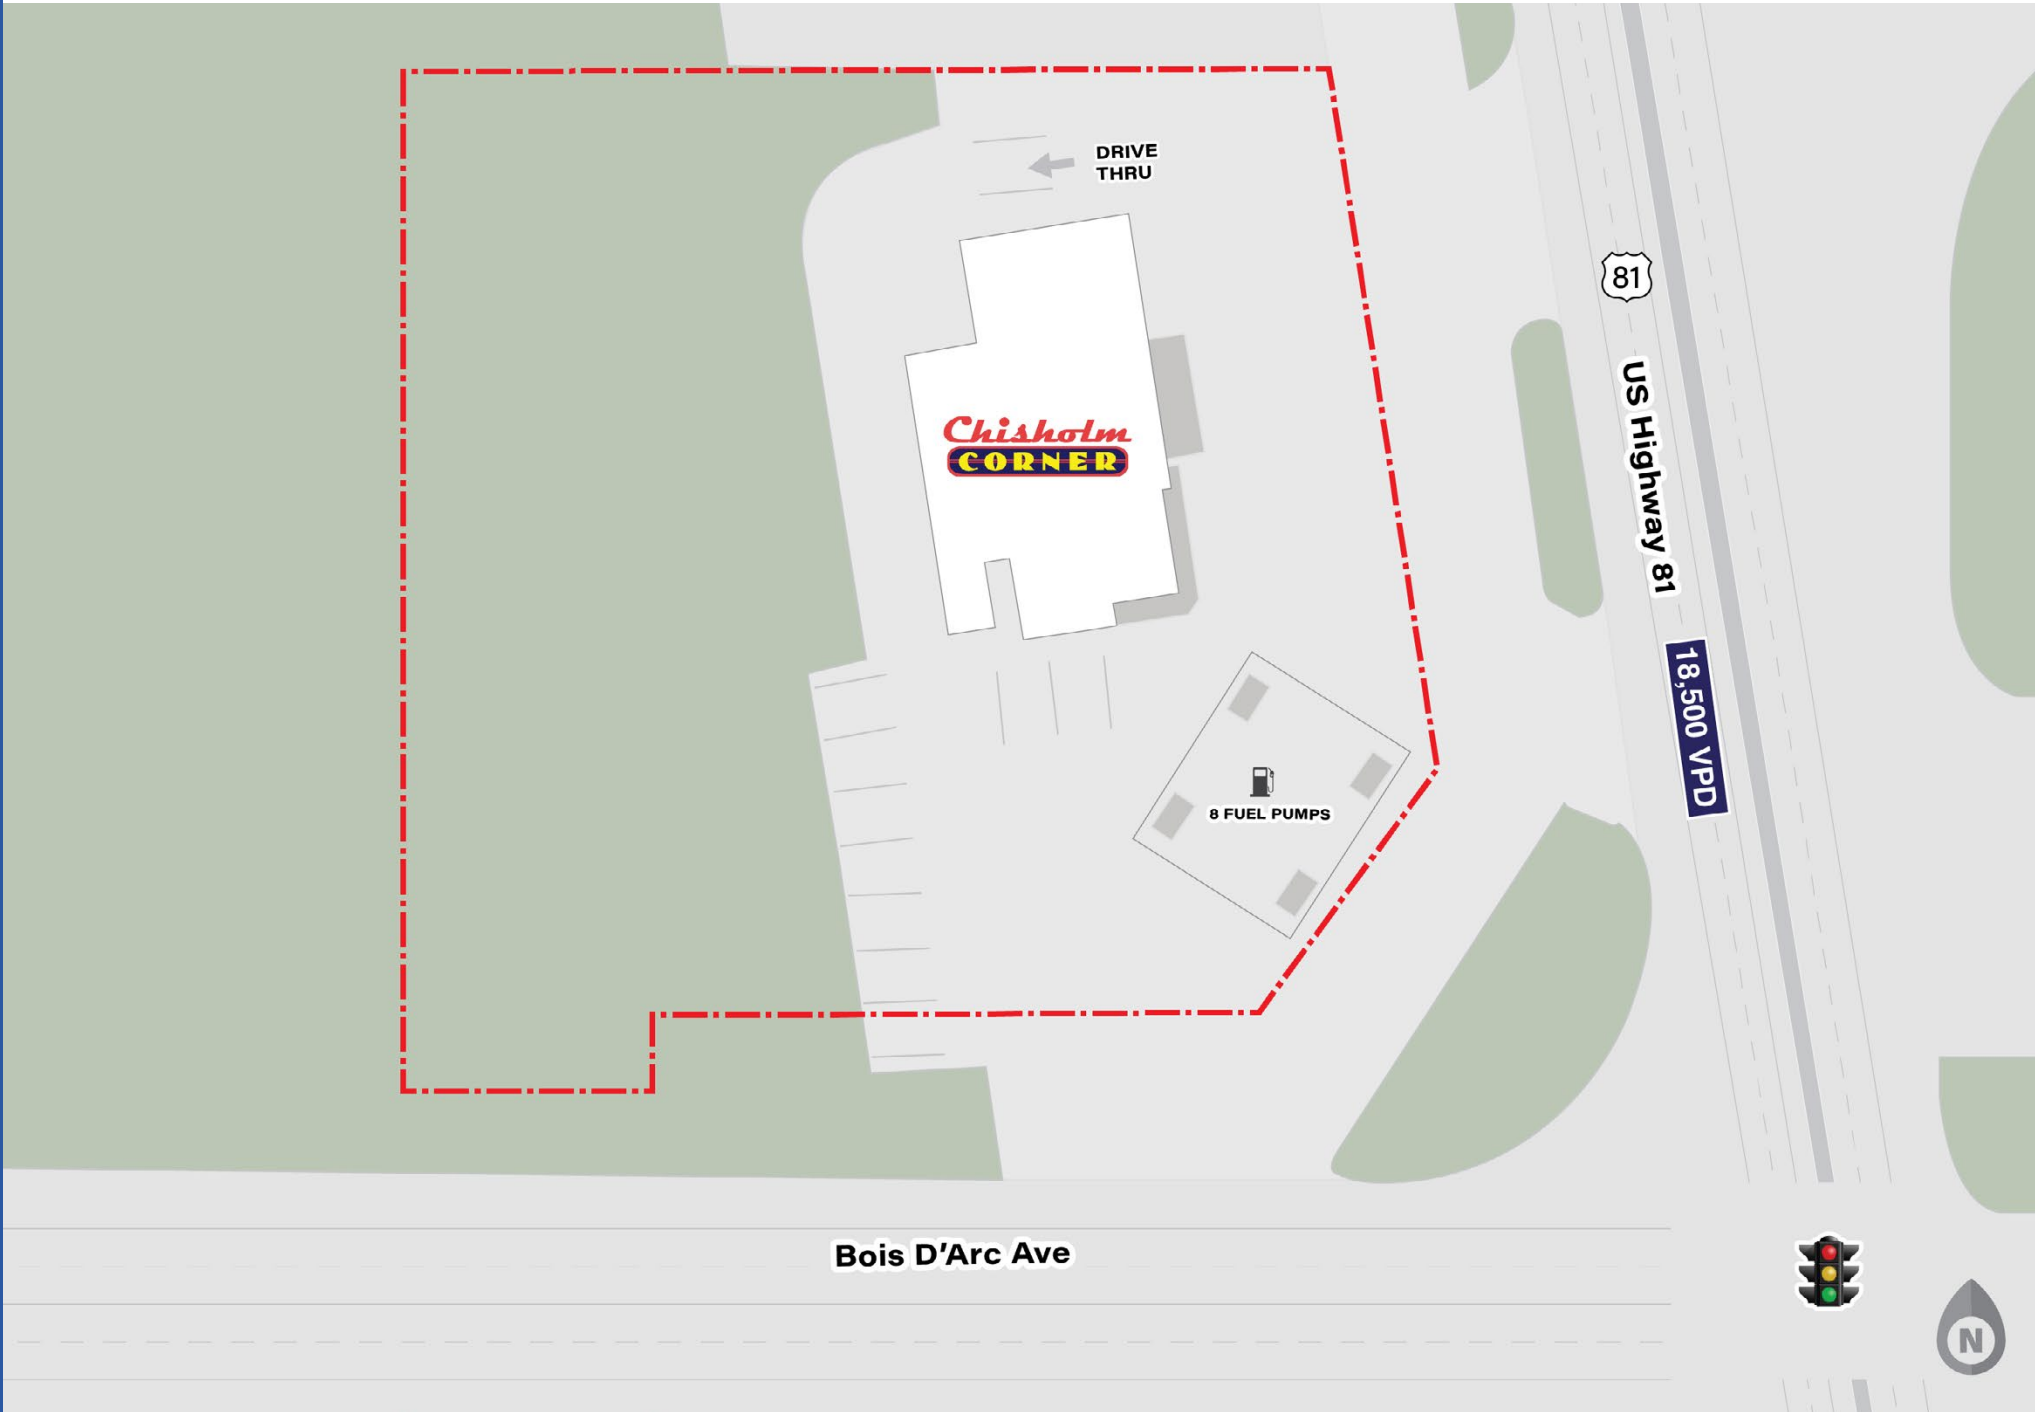 DRIVE
THRU
81
Chisholm
CORNER
US Highway 81
18,500 VPD
8 FUEL PUMPS
Bois D'Arc Ave
N